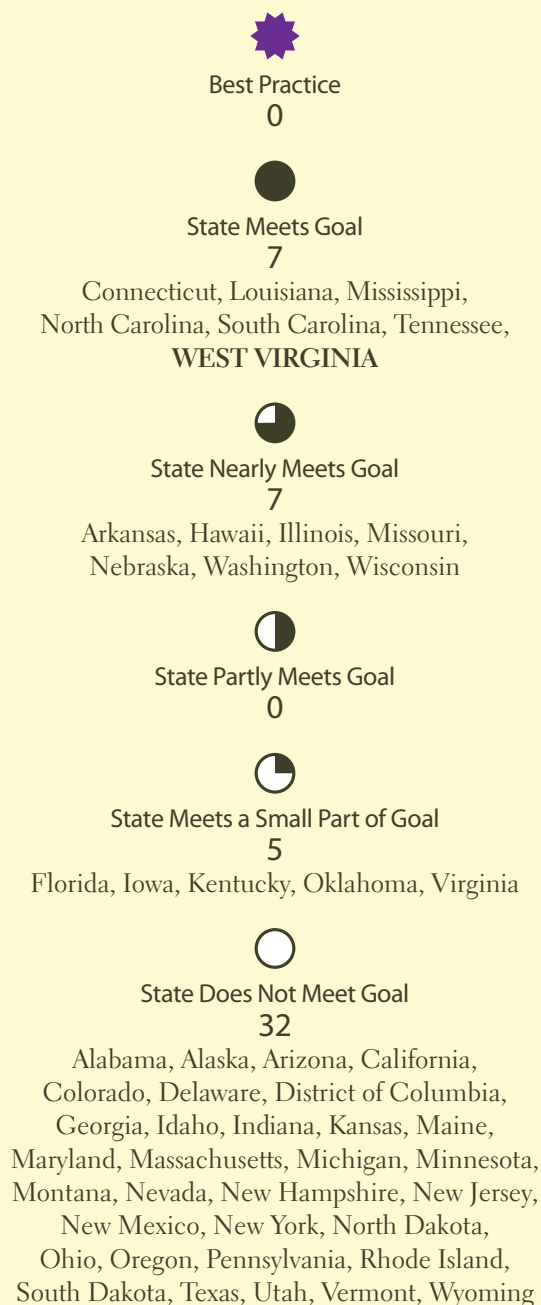 Best Practice
0
State Meets Goal
7
Connecticut, Louisiana, Mississippi,
North Carolina, South Carolina, Tennessee,
WEST VIRGINIA
State Nearly Meets Goal
7
Arkansas, Hawaii, Illinois, Missouri,
Nebraska, Washington, Wisconsin
State Partly Meets Goal
0
State Meets a Small Part of Goal
5
Florida, Iowa, Kentucky, Oklahoma, Virginia
State Does Not Meet Goal
32
Alabama, Alaska, Arizona, California,
Colorado, Delaware, District of Columbia,
Georgia, Idaho, Indiana, Kansas, Maine,
Maryland, Massachusetts, Michigan, Minnesota,
Montana, Nevada, New Hampshire, New Jersey,
New Mexico, New York, North Dakota,
Ohio, Oregon, Pennsylvania, Rhode Island,
South Dakota, Texas, Utah, Vermont, Wyoming